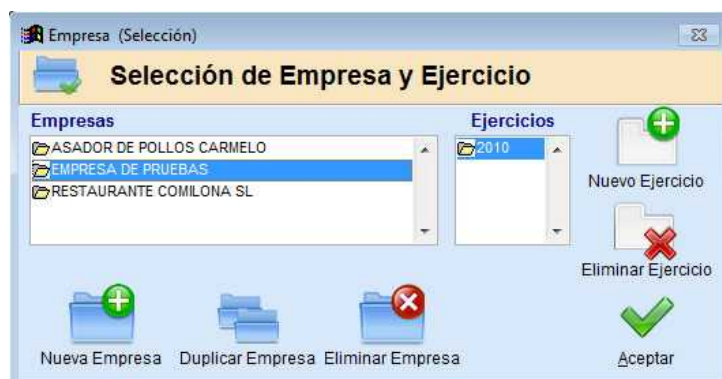 Empresa (Selección)
Selección de Empresa y Ejercicio
Empresas
ASADOR DE POLLOS CARMELO
EMPRESA DE PRUEBAS
RESTAURANTE COMILONA SL
Ejercicios
2010
Nuevo Ejercicio
Eliminar Ejercicio
Nueva Empresa
Duplicar Empresa
Eliminar Empresa
Aceptar